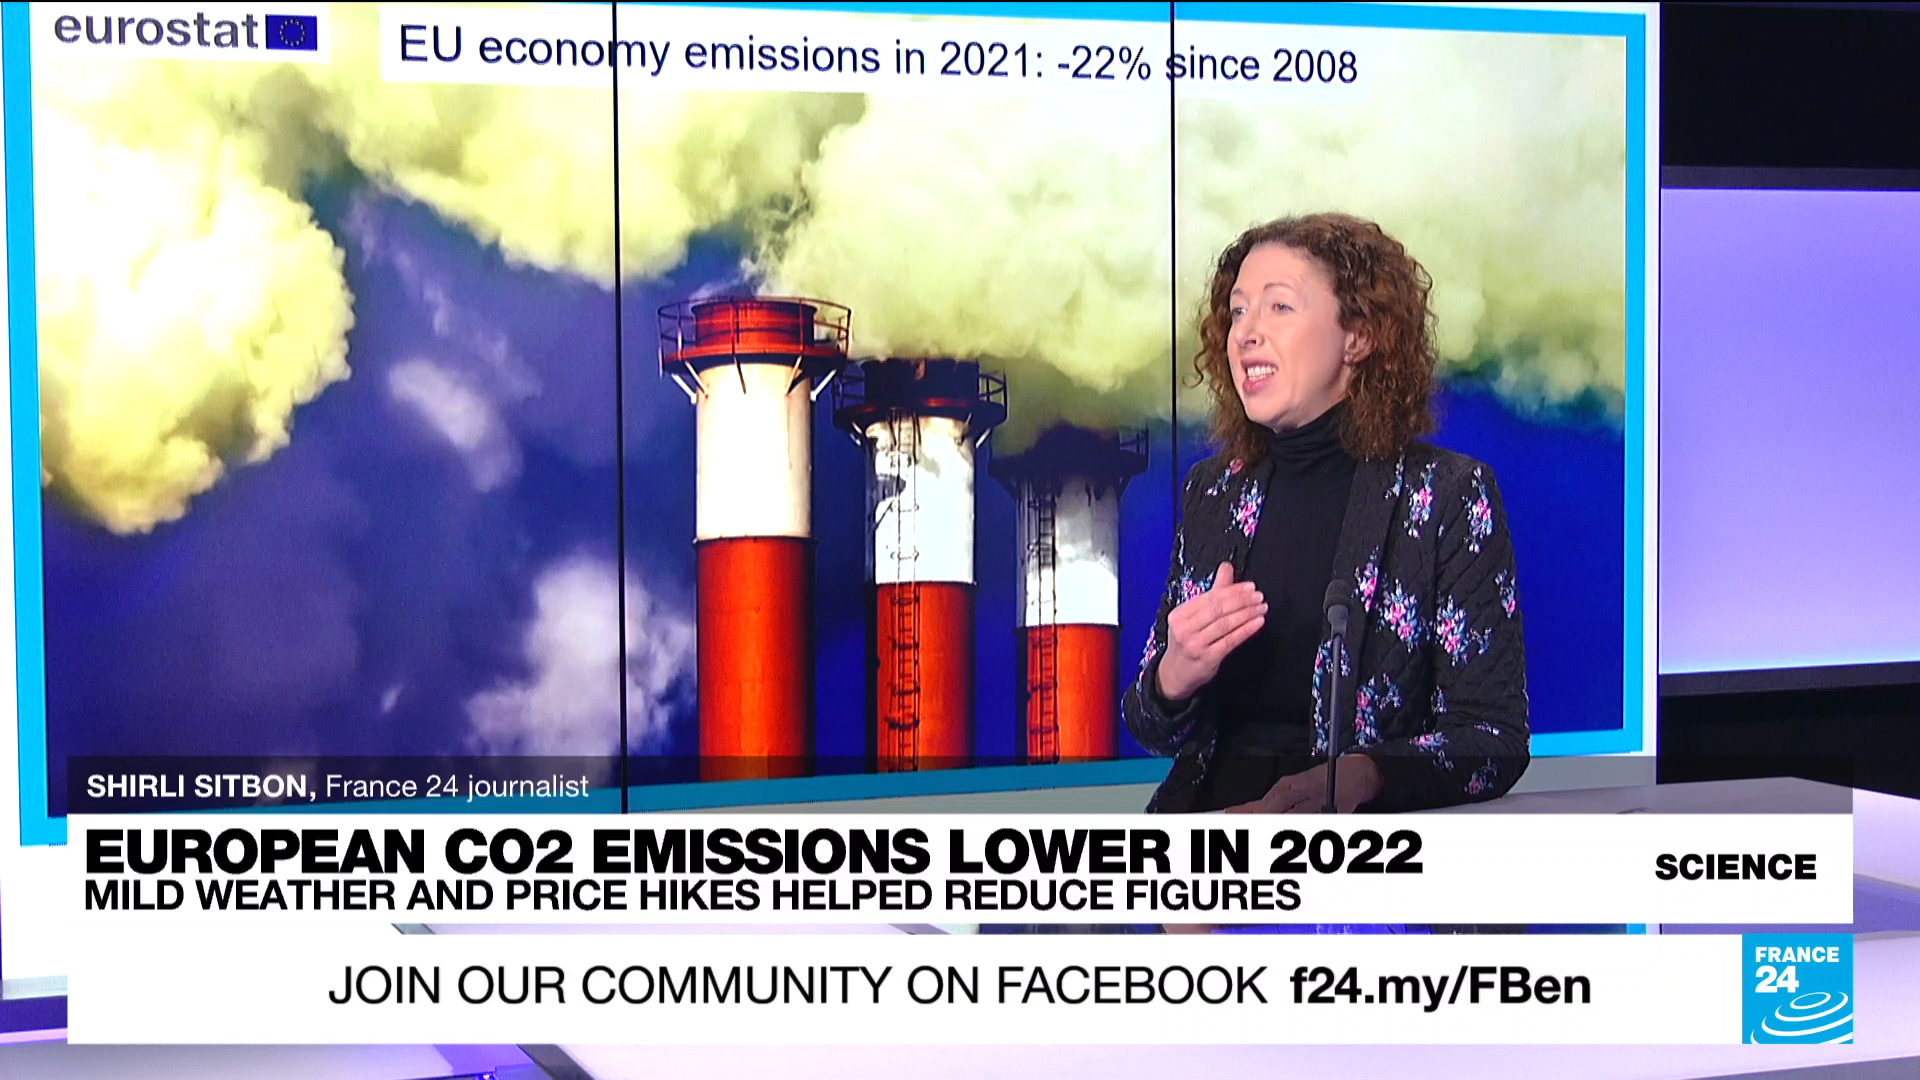 eurostat
EU economy emissions in 2021: -22% since 2008
SHIRLI SITBON, France 24 journalist
EUROPEAN CO2 EMISSIONS LOWER IN 2022
MILD WEATHER AND PRICE HIKES HELPED REDUCE FIGURES
SCIENCE
JOIN OUR COMMUNITY ON FACEBOOK f24.my/FBen
FRANCE
24